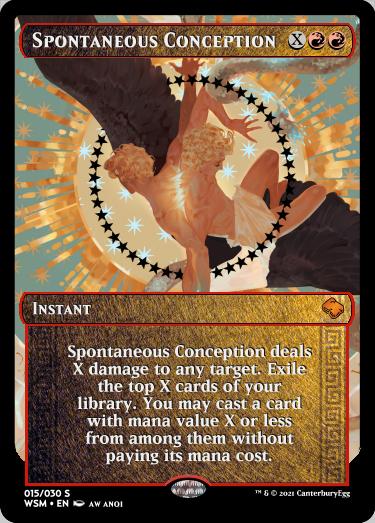 Spontaneous Conception X
Instant
Spontaneous Conception deals
X damage to any target. Exile
the top X cards of your
library. You may cast a card
with mana value X or less
from among them without
paying its mana cost.
015/030 S
WSM • EN AW ANOI
™ & © 2021 CanterburyEgg